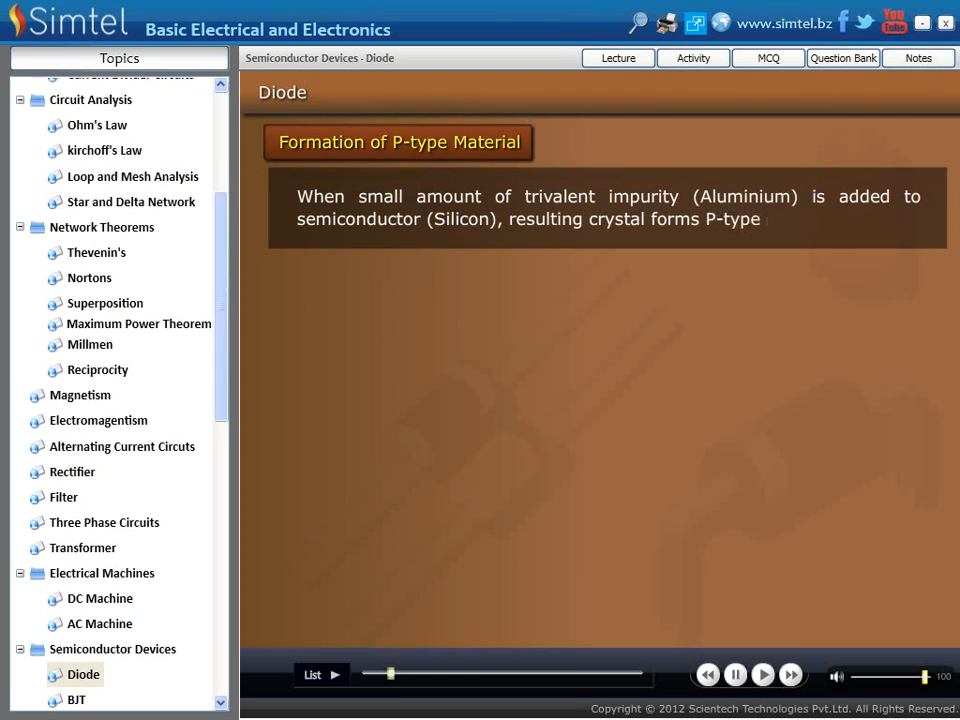 Simtel
Basic Electrical and Electronics
www.simtel.bz
You
Tube
Topics
Semiconductor Devices - Diode
Lecture
Activity
MCQ
Question Bank
Notes
Current Divider Circuits
Circuit Analysis
Ohm's Law
kirchoff's Law
Loop and Mesh Analysis
Star and Delta Network
Network Theorems
Thevenin's
Nortons
Superposition
Maximum Power Theorem
Millmen
Reciprocity
Magnetism
Electromagentism
Alternating Current Circuts
Rectifier
Filter
Three Phase Circuits
Transformer
Electrical Machines
DC Machine
AC Machine
Semiconductor Devices
Diode
BJT
Diode
Formation of P-type Material
When small amount of trivalent impurity (Aluminium) is added to
semiconductor (Silicon), resulting crystal forms P-type
List
100
Copyright © 2012 Scientech Technologies Pvt.Ltd. All Rights Reserved.